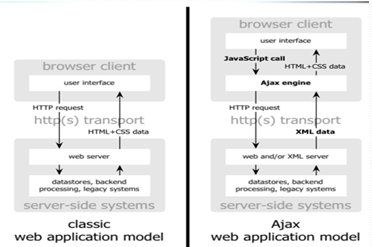 browser client
user interface
HTTP request
http(s) transport
HTML+CSS data
web server
datastores, backend
processing, legacy systems
server-side systems
classic
web application model
browser client
user interface
JavaScript call
HTML+CSS data
Ajax engine
HTTP request
http(s) transport
XML data
web and/or XML server
datastores, backend
processing, legacy systems
server-side systems
Ajax
web application model